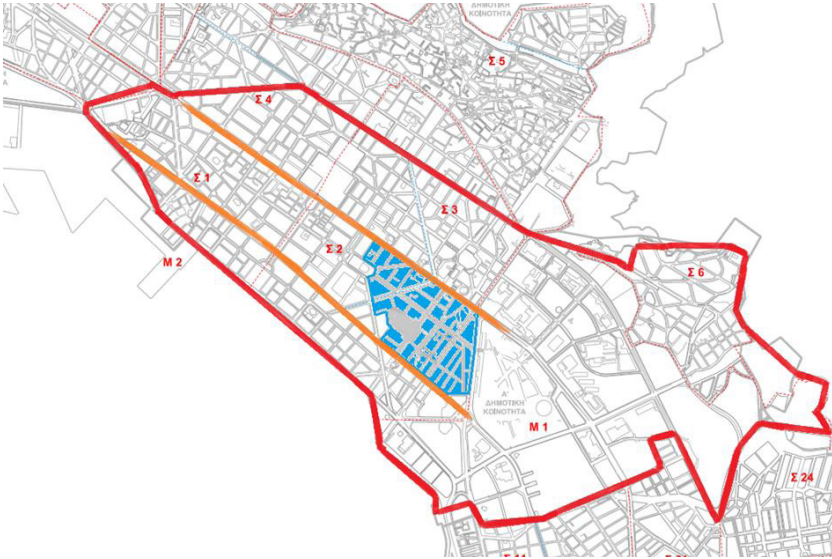 ΔΗΜΟΤΙΚΗ
ΚΟΙΝΟΤΗΤΑ
Σ 5
Σ 4
Σ 1
Σ 3
Σ 2
Μ 2
Σ 6
Α'
ΔΗΜΟΤΙΚΗ
ΚΟΙΝΟΤΗΤΑ
Μ 1
Σ 24